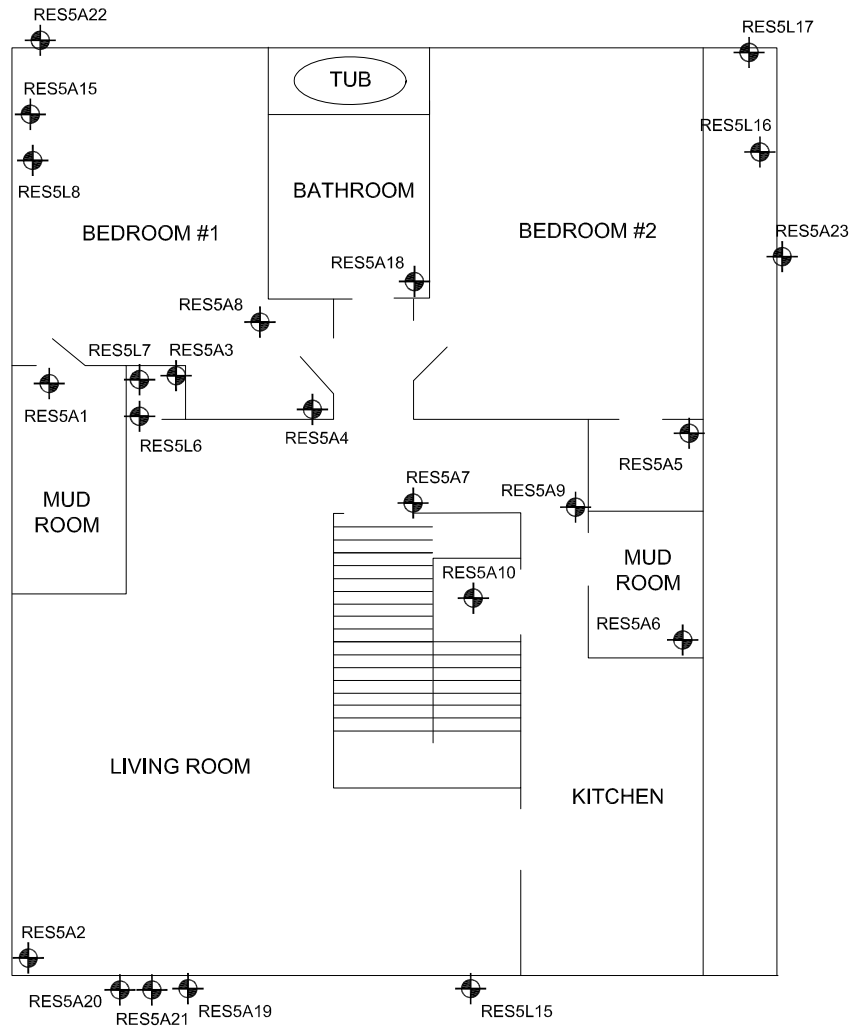 RES5A22
RES5L17
TUB
RES5A15
RES5L16
RES5L8
BATHROOM
BEDROOM #1
BEDROOM #2
RES5A23
RES5A18
RES5A8
RES5L7
RES5A3
RES5A1
RES5L6
RES5A4
RES5A5
MUD
ROOM
RES5A7
RES5A9
MUD
ROOM
RES5A10
RES5A6
LIVING ROOM
KITCHEN
RES5A2
RES5A20
RES5A21
RES5A19
RES5L15